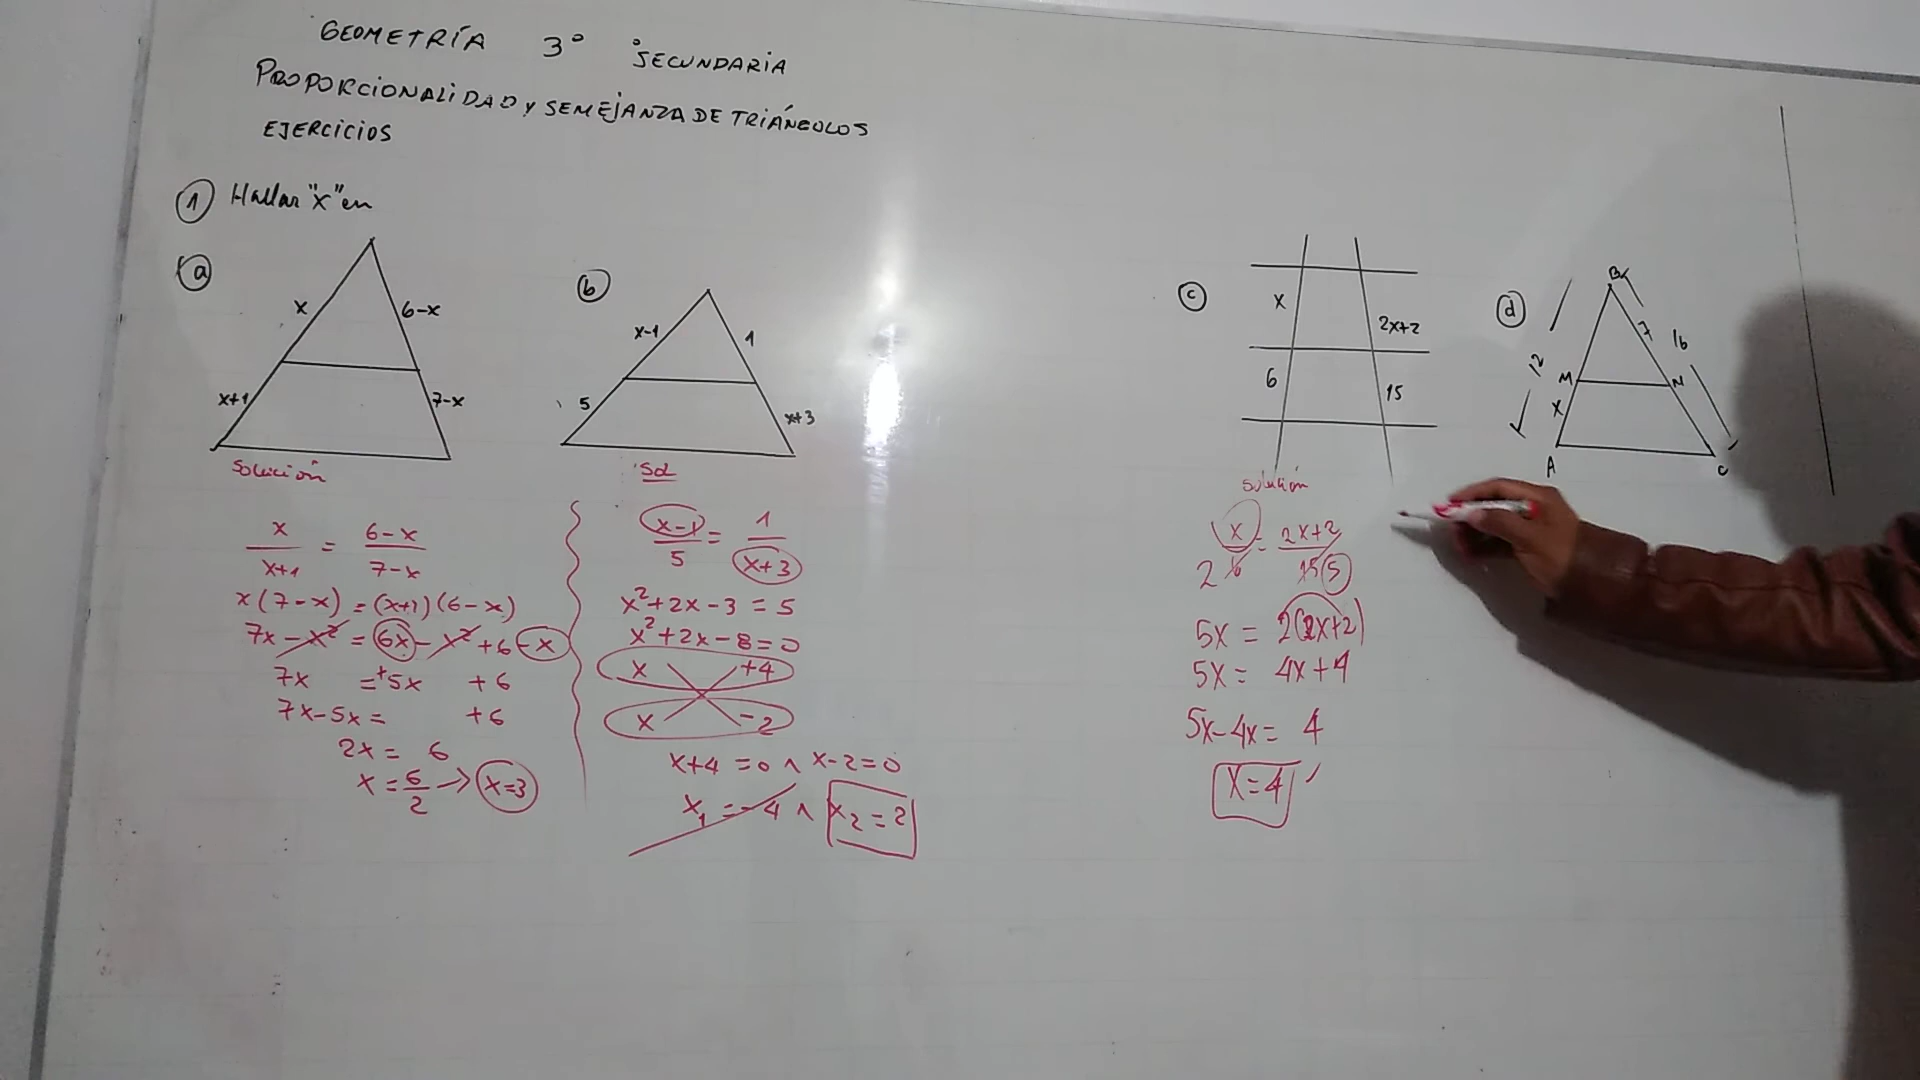 GEOMETRÍA 3° SECUNDARIA
PROPORCIONALIDAD Y SEMEJANZA DE TRIÁNGULOS
EJERCICIOS
1 Hallar "x" en
a
x
6-x
x+1
7-x
Solución
x/x+1 = 6-x/7-x
x(7-x) = (x+1)(6-x)
7x-x² = 6x-x²+6-x
7x =+5x +6
7x-5x= +6
2x= 6
x=6/2 → x=3
b
x-1
1
5
x+3
Sol
x-1/5 = 1/x+3
x²+2x-3 = 5
x²+2x-8=0
x +4
x -2
x+4=0 ∧ x-2=0
x₁=-4 ∧ x₂=2
c
x
2x+2
6
15
Solución
x/6 = 2x+2/15
2 5
5x = 2(2x+2)
5x = 4x+4
5x-4x= 4
x=4
d
B
7
16
12
M
N
x
A
C